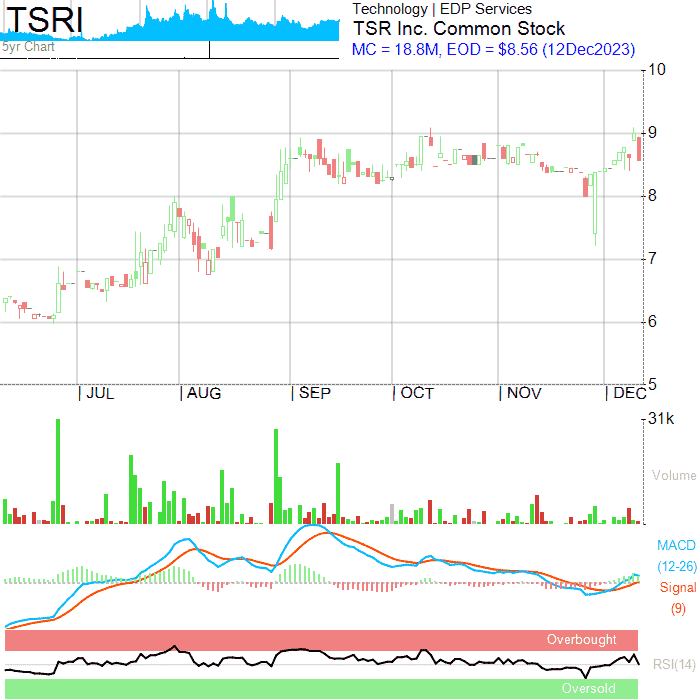 TSRI
5yr Chart
Technology | EDP Services
TSR Inc. Common Stock
MC = 18.8M, EOD = $8.56 (12Dec2023)
10
9
8
7
6
5
JUL
AUG
SEP
OCT
NOV
DEC
31k
Volume
MACD
(12-26)
Signal
(9)
Overbought
RSI(14)
Oversold